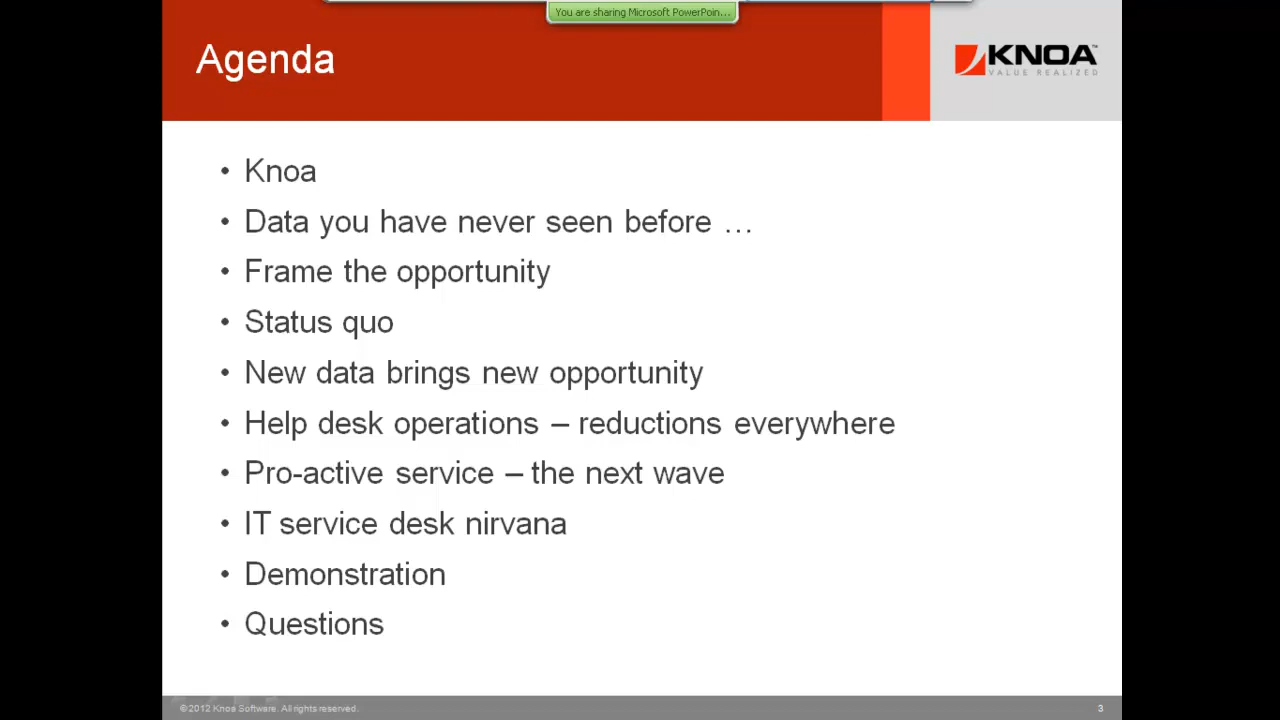 You are sharing Microsoft PowerPoin...
Agenda
KNOA™
VALUE REALIZED
• Knoa
• Data you have never seen before …
• Frame the opportunity
• Status quo
• New data brings new opportunity
• Help desk operations – reductions everywhere
• Pro-active service – the next wave
• IT service desk nirvana
• Demonstration
• Questions
© 2012 Knoa Software. All rights reserved.
3